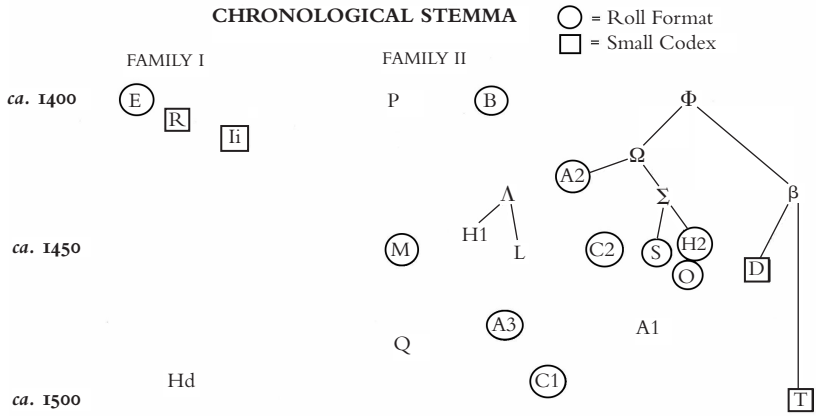 CHRONOLOGICAL STEMMA
= Roll Format
= Small Codex
FAMILY I
FAMILY II
ca. 1400
E
R
Ii
P
B
Φ
Ω
A2
Λ
Σ
β
ca. 1450
M
H1
L
C2
S
H2
O
D
A3
A1
Q
Hd
C1
ca. 1500
T